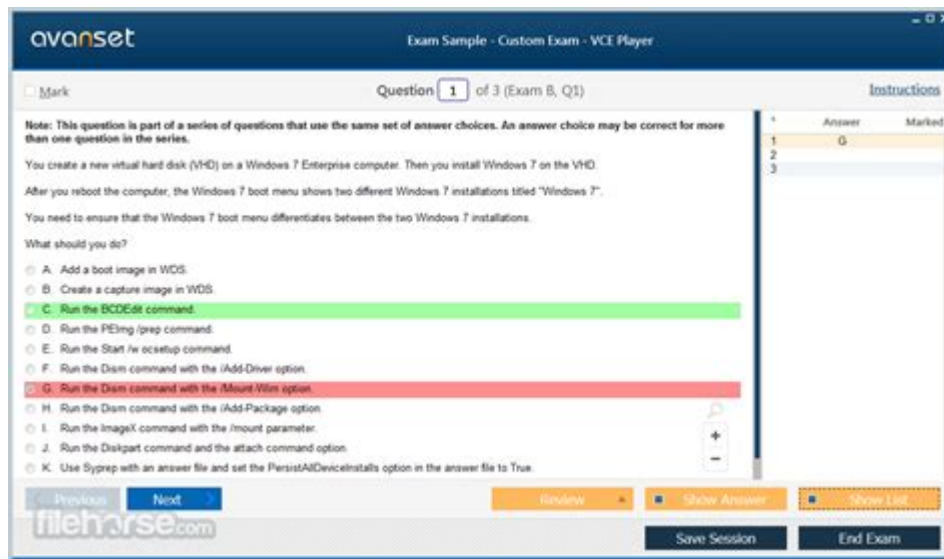 avanset
Exam Sample - Custom Exam - VCE Player
Mark
Question 1 of 3 (Exam B, Q1)
Instructions
Note: This question is part of a series of questions that use the same set of answer choices. An answer choice may be correct for more
than one question in the series.
You create a new virtual hard disk (VHD) on a Windows 7 Enterprise computer. Then you install Windows 7 on the VHD.
After you reboot the computer, the Windows 7 boot menu shows two different Windows 7 installations titled "Windows 7".
You need to ensure that the Windows 7 boot menu differentiates between the two Windows 7 installations.
What should you do?
A. Add a boot image in WDS.
B. Create a capture image in WDS.
C. Run the BCDEdit command.
D. Run the PEImg /prep command.
E. Run the Start /w ocsetup command.
F. Run the Dism command with the /Add-Driver option.
G. Run the Dism command with the /Mount-Wim option.
H. Run the Dism command with the /Add-Package option.
I. Run the ImageX command with the /mount parameter.
J. Run the Diskpart command and the attach command option.
K. Use Syprep with an answer file and set the PersistAllDeviceInstalls option in the answer file to True.
* Answer Marked
1 G
2
3
Previous
Next
Review
Show Answer
Show List
filehorse.com
Save Session
End Exam